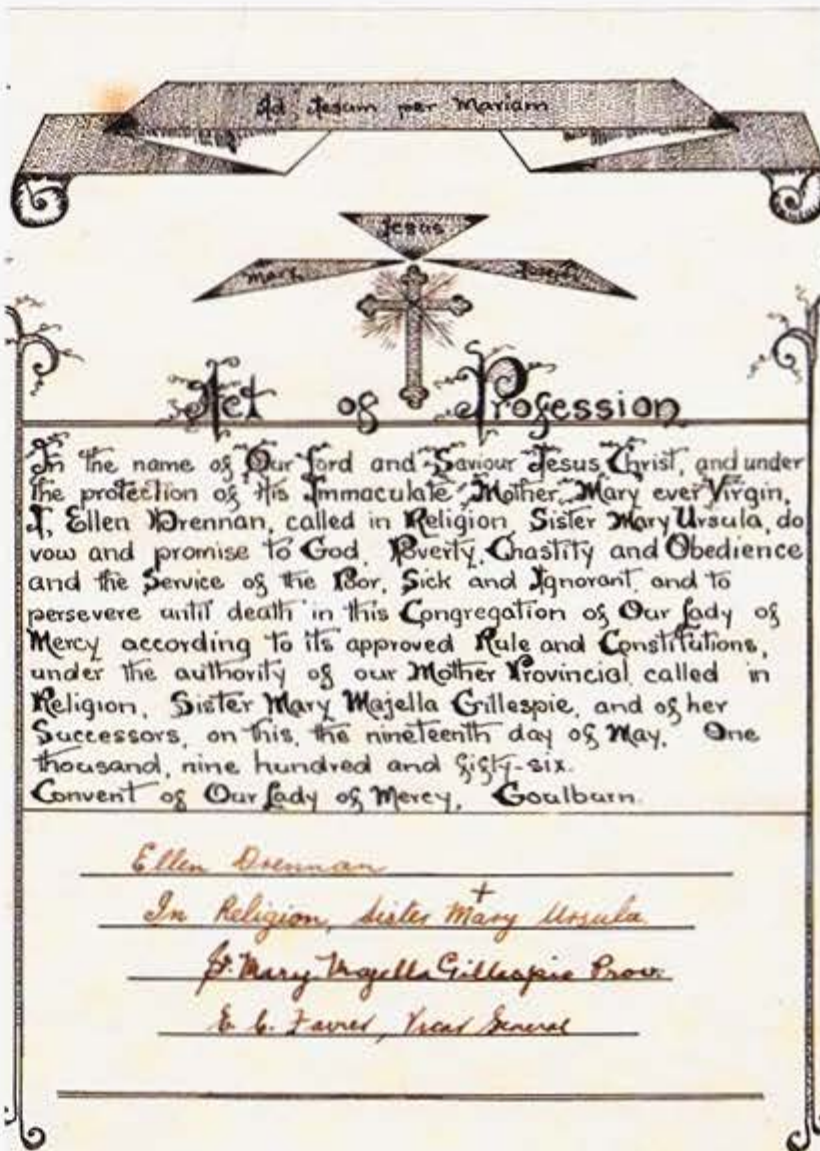 Ad Jesum per Mariam
Jesus
Mary Joseph
Act of Profession
In the name of Our Lord and Saviour Jesus Christ, and under
the protection of His Immaculate Mother, Mary ever Virgin,
I, Ellen Drennan, called in Religion Sister Mary Ursula, do
vow and promise to God, Poverty, Chastity and Obedience
and the Service of the Poor, Sick and Ignorant and to
persevere until death in this Congregation of Our Lady of
Mercy according to its approved Rule and Constitutions,
under the authority of our Mother Provincial called in
Religion, Sister Mary Majella Gillespie, and of her
Successors, on this, the nineteenth day of May, One
thousand, nine hundred and fifty-six.
Convent of Our Lady of Mercy, Goulburn.
Ellen Drennan
In Religion, Sister Mary Ursula
Sr. Mary Majella Gillespie Prov.
E. C. Vicar General